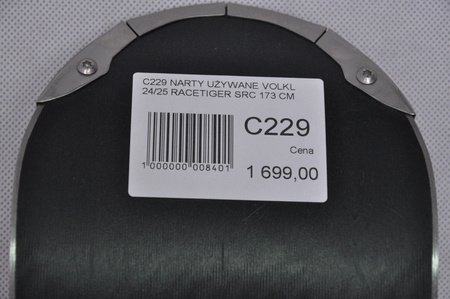 C229 NARTY UŻYWANE VOLKL
24/25 RACETIGER SRC 173 CM
C229
Cena
1 000000 008401
1 699,00